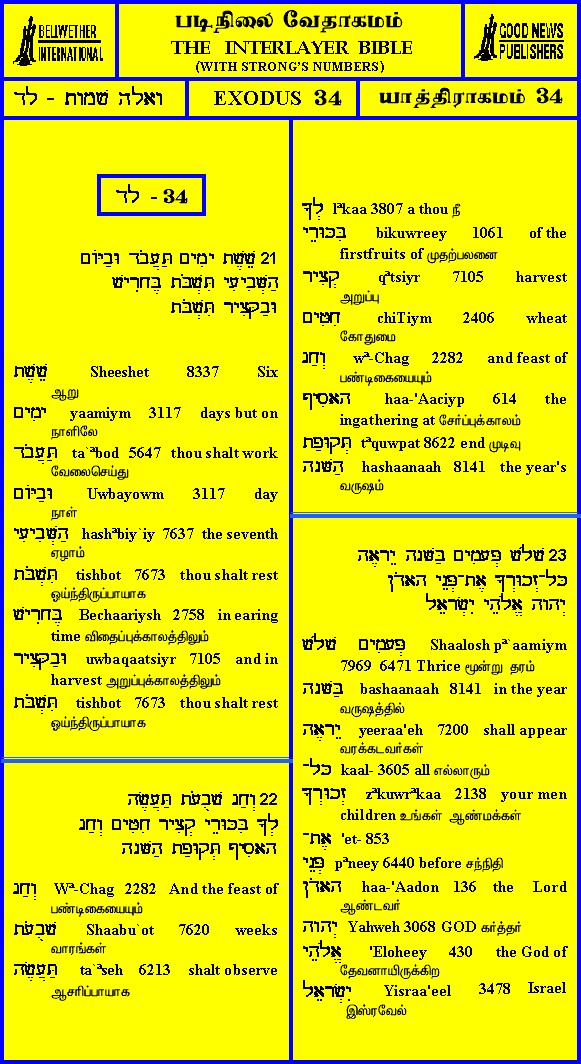 BELLWETHER
INTERNATIONAL
படிநிலை வேதாகமம்
THE INTERLAYER BIBLE
(WITH STRONG'S NUMBERS)
GOOD NEWS
PUBLISHERS
ואלה שמות - לד
EXODUS 34
யாத்திராகமம் 34
לד - 34
21 שֵׁשֶׁת יָמִים תַּעֲבֹד וּבַיּוֹם
הַשְּׁבִיעִי תִּשְׁבֹּת בֶּחָרִישׁ
וּבַקָּצִיר תִּשְׁבֹּת
שֵׁשֶׁת Sheeshet 8337 Six
ஆறு
יָמִים yaamiym 3117 days but on
நாளிலே
תַּעֲבֹד ta`ªbod 5647 thou shalt work
வேலைசெய்து
וּבַיּוֹם Uwbayowm 3117 day
நாள்
הַשְּׁבִיעִי hashªbiy`iy 7637 the seventh
ஏழாம்
תִּשְׁבֹּת tishbot 7673 thou shalt rest
ஓய்ந்திருப்பாயாக
בֶּחָרִישׁ Bechaariysh 2758 in earing
time விதைப்புக்காலத்திலும்
וּבַקָּצִיר uwbaqaatsiyr 7105 and in
harvest அறுப்புக்காலத்திலும்
תִּשְׁבֹּת tishbot 7673 thou shalt rest
ஓய்ந்திருப்பாயாக
22 וְחַג שָׁבֻעֹת תַּעֲשֶׂה
לְךָ בִּכּוּרֵי קְצִיר חִטִּים וְחַג
הָאָסִיף תְּקוּפַת הַשָּׁנָה
וְחַג Wª-Chag 2282 And the feast of
பண்டிகையையும்
שָׁבֻעֹת Shaabu`ot 7620 weeks
வாரங்கள்
תַּעֲשֶׂה ta`ªseh 6213 shalt observe
ஆசரிப்பாயாக
לְךָ lªkaa 3807 a thou நீ
בִּכּוּרֵי bikuwreey 1061 of the
firstfruits of முதற்பலனை
קְצִיר qªtsiyr 7105 harvest
அறுப்பு
חִטִּים chiTiym 2406 wheat
கோதுமை
וְחַג wª-Chag 2282 and feast of
பண்டிகையையும்
הָאָסִיף haa-'Aaciyp 614 the
ingathering at சேர்ப்புக்காலம்
תְּקוּפַת tªquwpat 8622 end முடிவு
הַשָּׁנָה hashaanaah 8141 the year's
வருஷம்
23 שָׁלֹשׁ פְּעָמִים בַּשָּׁנָה יֵרָאֶה
כָּל־זְכוּרְךָ אֶת־פְּנֵי הָאָדֹן
יְהוָה אֱלֹהֵי יִשְׂרָאֵל
שָׁלֹשׁ פְּעָמִים Shaalosh pª`aamiym
7969 6471 Thrice மூன்று தரம்
בַּשָּׁנָה bashaanaah 8141 in the year
வருஷத்தில்
יֵרָאֶה yeeraa'eh 7200 shall appear
வரக்கடவர்கள்
כָּל־ kaal- 3605 all எல்லாரும்
זְכוּרְךָ zªkuwrªkaa 2138 your men
children உங்கள் ஆண்மக்கள்
אֶת־ 'et- 853
פְּנֵי pªneey 6440 before சந்நிதி
הָאָדֹן haa-'Aadon 136 the Lord
ஆண்டவர்
יְהוָה Yahweh 3068 GOD கர்த்தர்
אֱלֹהֵי 'Eloheey 430 the God of
தேவனாயிருக்கிற
יִשְׂרָאֵל Yisraa'eel 3478 Israel
இஸ்ரவேல்